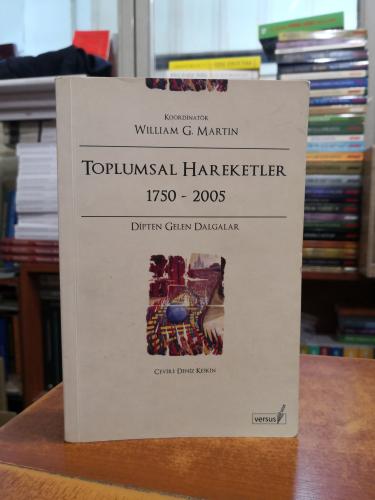 Koordinatör
William G. Martin
Toplumsal Hareketler
1750 - 2005
Dipten Gelen Dalgalar
Çeviri: Deniz Keskin
versus